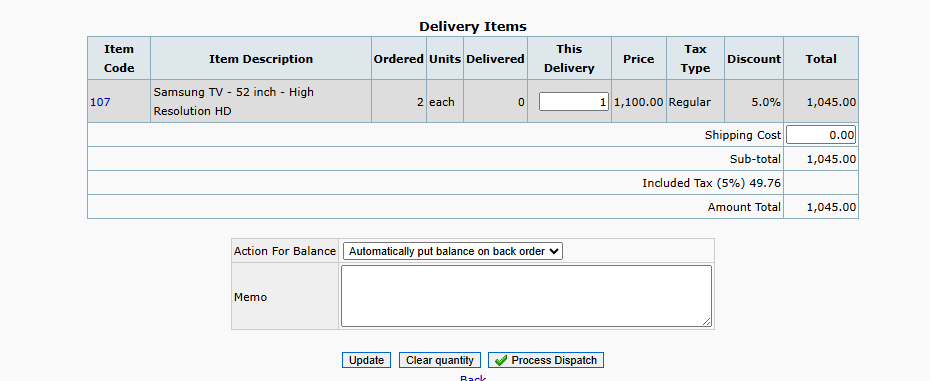 Delivery Items
Item Code Item Description Ordered Units Delivered This Delivery Price Tax Type Discount Total
107 Samsung TV - 52 inch - High Resolution HD 2 each 0 1 1,100.00 Regular 5.0% 1,045.00
Shipping Cost 0.00
Sub-total 1,045.00
Included Tax (5%) 49.76
Amount Total 1,045.00
Action For Balance Automatically put balance on back order
Memo
Update Clear quantity Process Dispatch
Back